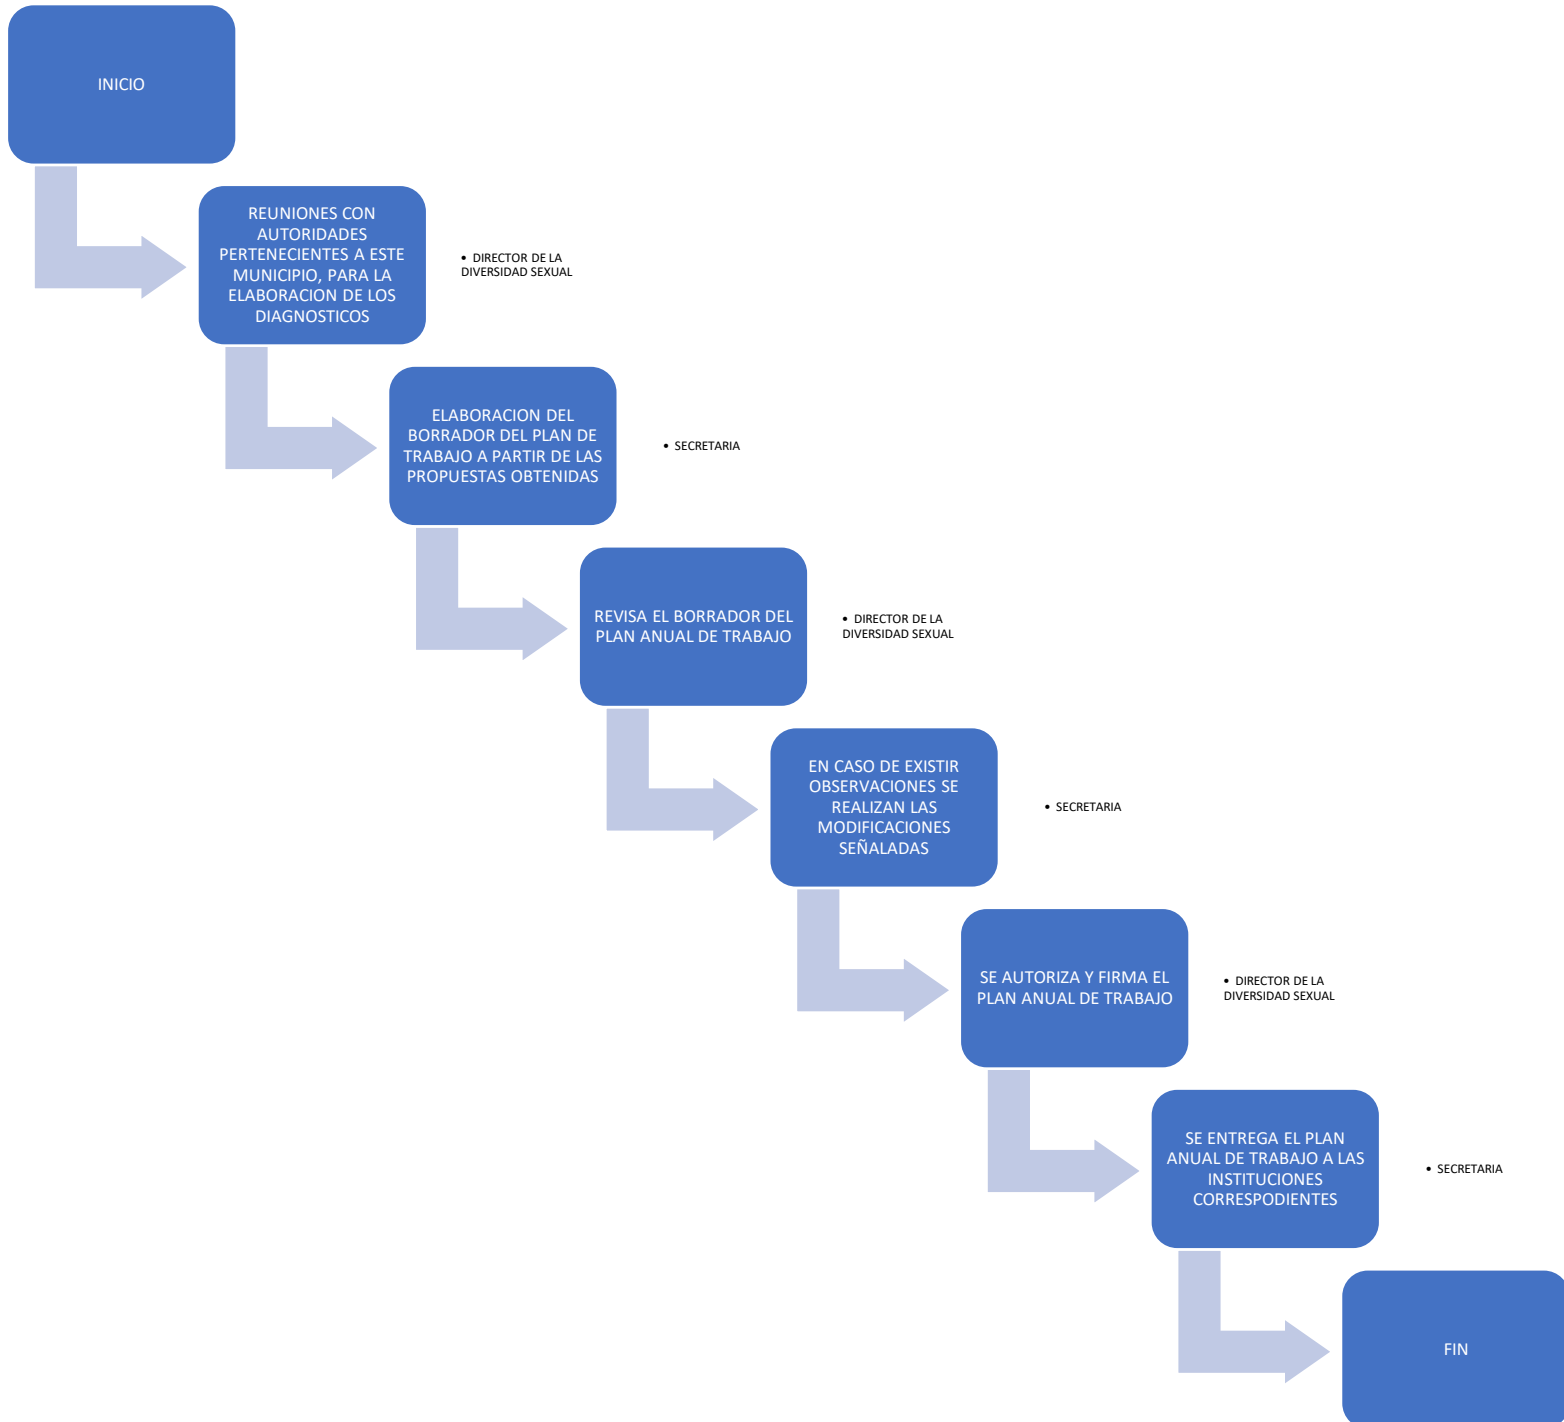 INICIO
REUNIONES CON
AUTORIDADES
PERTENECIENTES A ESTE
MUNICIPIO, PARA LA
ELABORACION DE LOS
DIAGNOSTICOS
• DIRECTOR DE LA
DIVERSIDAD SEXUAL
ELABORACION DEL
BORRADOR DEL PLAN DE
TRABAJO A PARTIR DE LAS
PROPUESTAS OBTENIDAS
• SECRETARIA
REVISA EL BORRADOR DEL
PLAN ANUAL DE TRABAJO
• DIRECTOR DE LA
DIVERSIDAD SEXUAL
EN CASO DE EXISTIR
OBSERVACIONES SE
REALIZAN LAS
MODIFICACIONES
SEÑALADAS
• SECRETARIA
SE AUTORIZA Y FIRMA EL
PLAN ANUAL DE TRABAJO
• DIRECTOR DE LA
DIVERSIDAD SEXUAL
SE ENTREGA EL PLAN
ANUAL DE TRABAJO A LAS
INSTITUCIONES
CORRESPODIENTES
• SECRETARIA
FIN